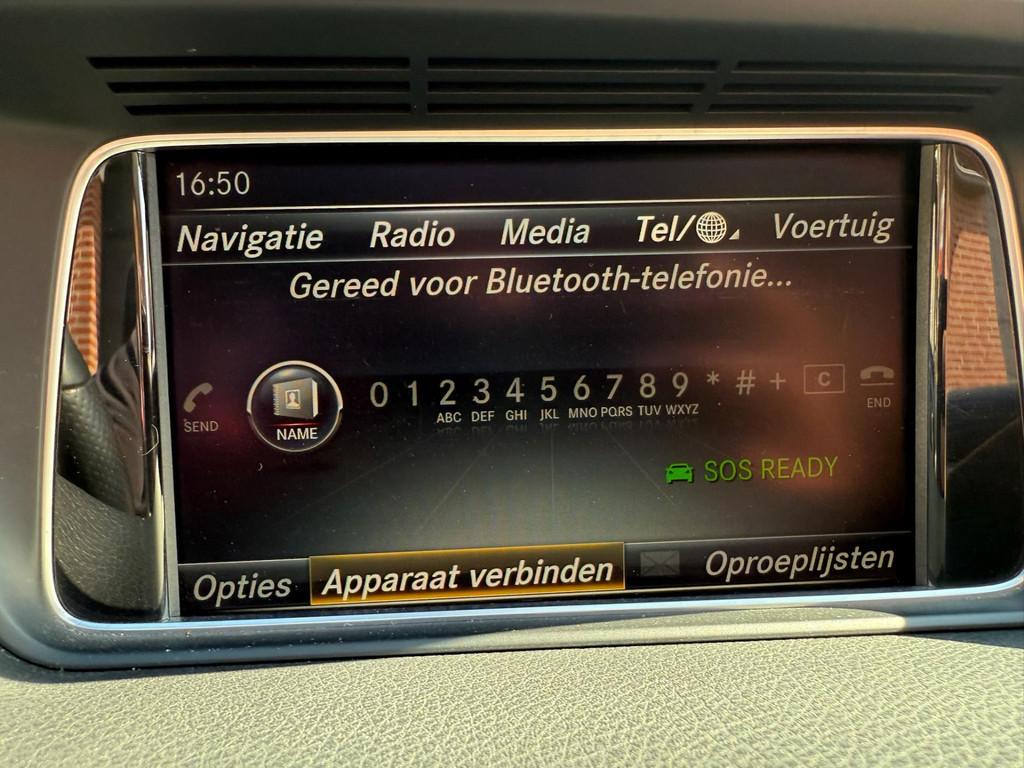 16:50
Navigatie Radio Media Tel/ Voertuig
Gereed voor Bluetooth-telefonie...
0 1 2 3 4 5 6 7 8 9 * # + C
ABC DEF GHI JKL MNO PQRS TUV WXYZ
SEND NAME END
SOS READY
Opties Apparaat verbinden Oproeplijsten